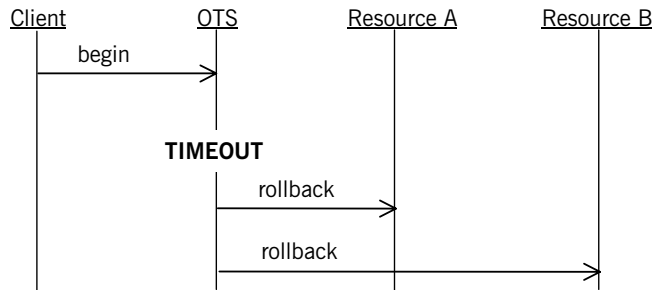 Client OTS Resource A Resource B
begin
TIMEOUT
rollback
rollback